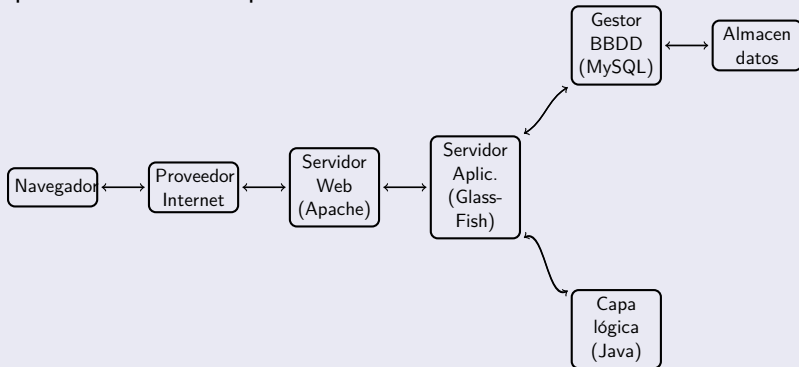 Gestor
BBDD
(MySQL)
Almacen
datos
Navegador
Proveedor
Internet
Servidor
Web
(Apache)
Servidor
Aplic.
(Glass-
Fish)
Capa
lógica
(Java)